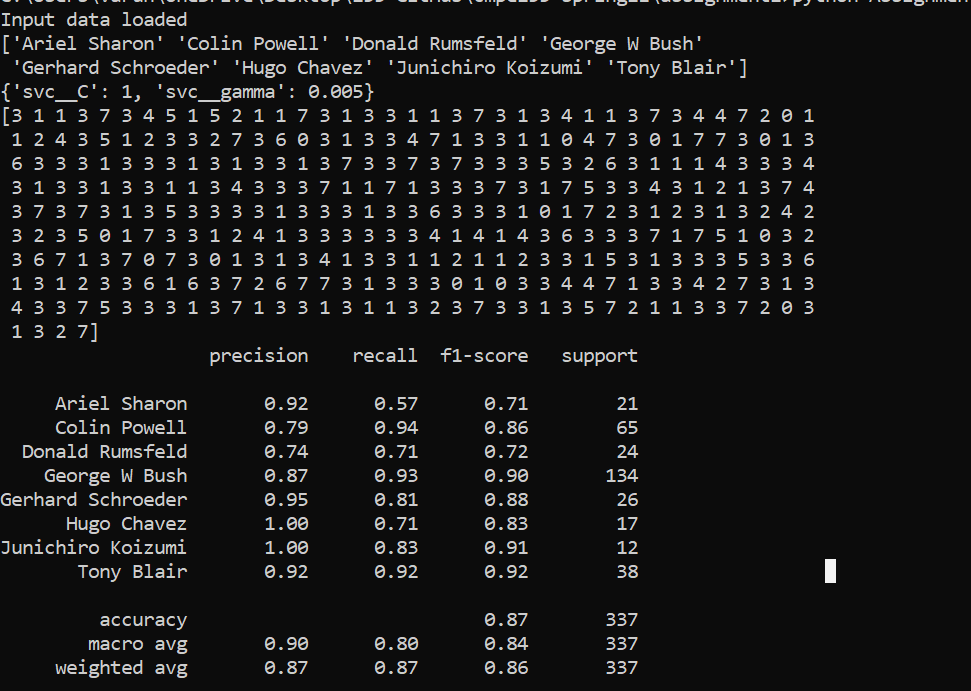 Input data loaded
['Ariel Sharon' 'Colin Powell' 'Donald Rumsfeld' 'George W Bush'
 'Gerhard Schroeder' 'Hugo Chavez' 'Junichiro Koizumi' 'Tony Blair']
{'svc__C': 1, 'svc__gamma': 0.005}
[3 1 1 3 7 3 4 5 1 5 2 1 1 7 3 1 3 3 1 1 3 7 3 1 3 4 1 1 3 7 3 4 4 7 2 0 1
 1 2 4 3 5 1 2 3 3 2 7 3 6 0 3 1 3 3 4 7 1 3 3 1 1 0 4 7 3 0 1 7 7 3 0 1 3
 6 3 3 3 1 3 3 3 1 3 1 3 3 1 3 7 3 3 7 3 7 3 3 3 5 3 2 6 3 1 1 1 4 3 3 3 4
 3 1 3 3 1 3 3 1 1 3 4 3 3 3 7 1 1 7 1 3 3 3 7 3 1 7 5 3 3 4 3 1 2 1 3 7 4
 3 7 3 7 3 1 3 5 3 3 3 3 1 3 3 3 1 3 3 6 3 3 3 1 0 1 7 2 3 1 2 3 1 3 2 4 2
 3 2 3 5 0 1 7 3 3 1 2 4 1 3 3 3 3 3 3 4 1 4 1 4 3 6 3 3 3 7 1 7 5 1 0 3 2
 3 6 7 1 3 7 0 7 3 0 1 3 1 3 4 1 3 3 1 1 2 1 1 2 3 3 1 5 3 1 3 3 3 5 3 3 6
 1 3 1 2 3 3 6 1 6 3 7 2 6 7 7 3 1 3 3 3 0 1 0 3 3 4 4 7 1 3 3 4 2 7 3 1 3
 4 3 3 7 5 3 3 3 1 3 7 1 3 3 1 3 1 1 3 2 3 7 3 3 1 3 5 7 2 1 1 3 3 7 2 0 3
 1 3 2 7]
precision recall f1-score support
Ariel Sharon 0.92 0.57 0.71 21
Colin Powell 0.79 0.94 0.86 65
Donald Rumsfeld 0.74 0.71 0.72 24
George W Bush 0.87 0.93 0.90 134
Gerhard Schroeder 0.95 0.81 0.88 26
Hugo Chavez 1.00 0.71 0.83 17
Junichiro Koizumi 1.00 0.83 0.91 12
Tony Blair 0.92 0.92 0.92 38
accuracy 0.87 337
macro avg 0.90 0.80 0.84 337
weighted avg 0.87 0.87 0.86 337